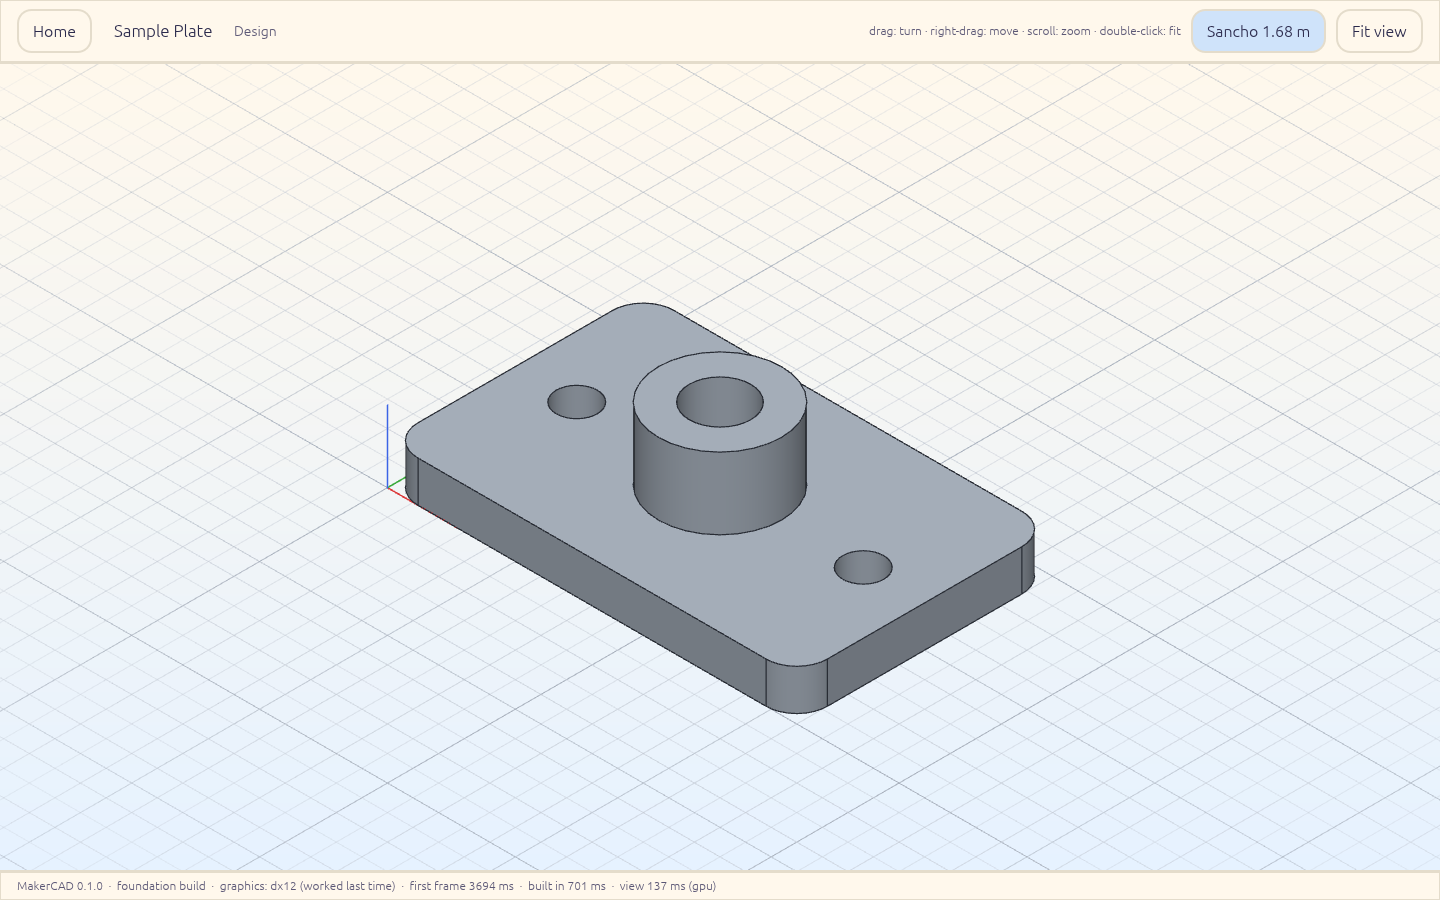 Home Sample Plate Design drag: turn · right-drag: move · scroll: zoom · double-click: fit Sancho 1.68 m Fit view
MakerCAD 0.1.0 · foundation build · graphics: dx12 (worked last time) · first frame 3694 ms · built in 701 ms · view 137 ms (gpu)